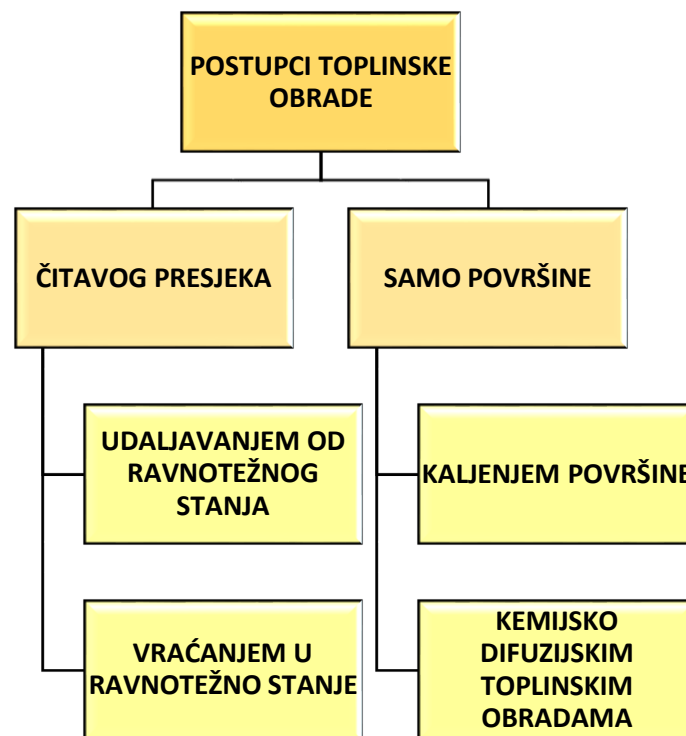 POSTUPCI TOPLINSKE
OBRADE
ČITAVOG PRESJEKA
SAMO POVRŠINE
UDALJAVANJEM OD
RAVNOTEŽNOG
STANJA
KALJENJEM POVRŠINE
VRAĆANJEM U
RAVNOTEŽNO STANJE
KEMIJSKO
DIFUZIJSKIM
TOPLINSKIM
OBRADAMA